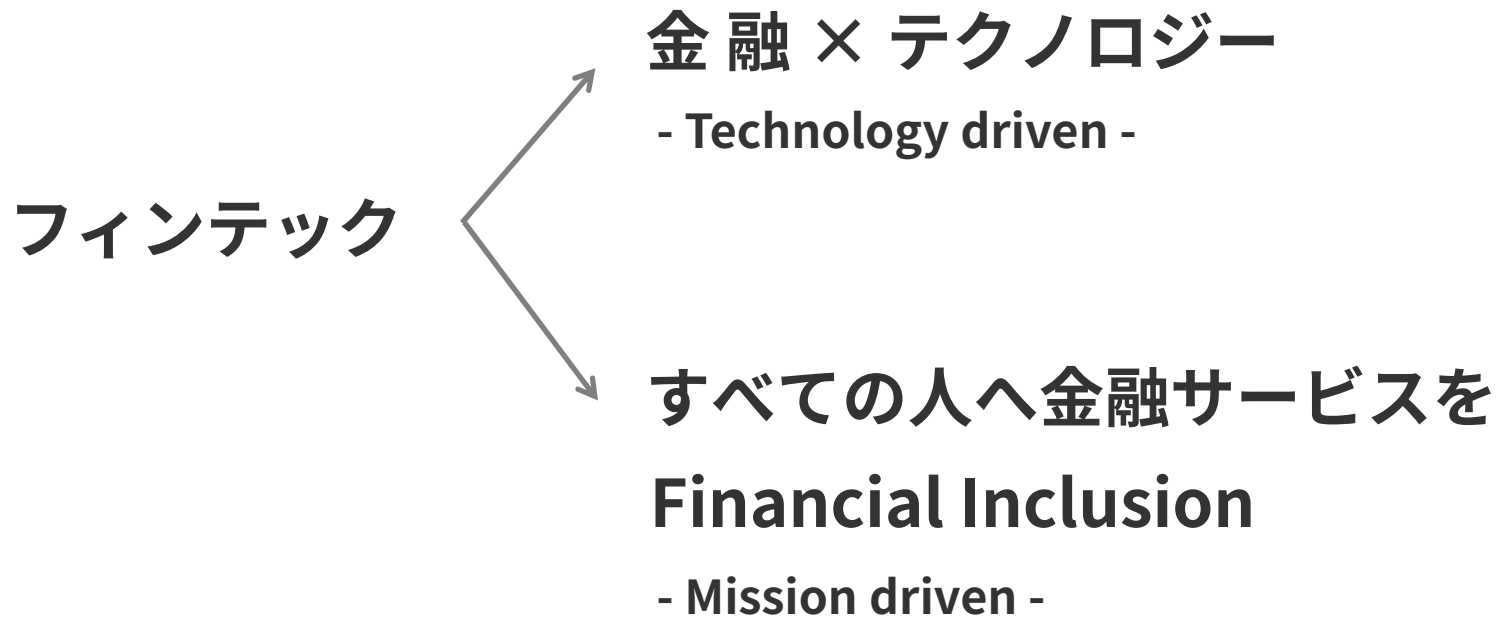 金 融 × テクノロジー
- Technology driven -
フィンテック
すべての人へ金融サービスを
Financial Inclusion
- Mission driven -